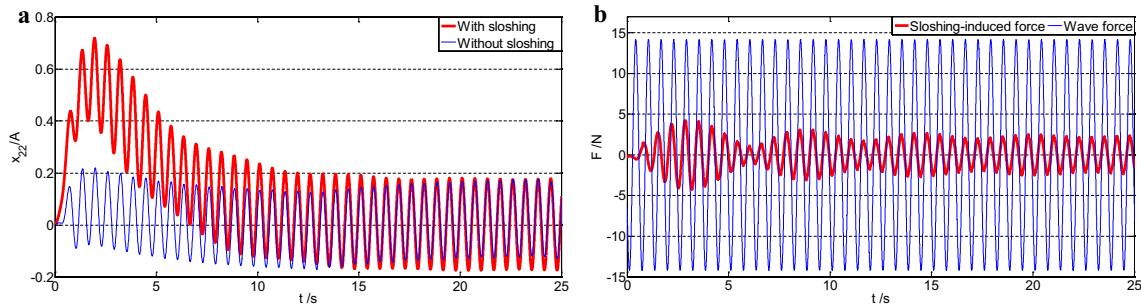 a
With sloshing
Without sloshing
0.8
0.6
0.4
0.2
0
-0.2
x22/A
0
5
10
15
20
25
t /s
b
Sloshing-induced force
Wave force
15
10
5
0
-5
-10
-15
F /N
0
5
10
15
20
25
t /s